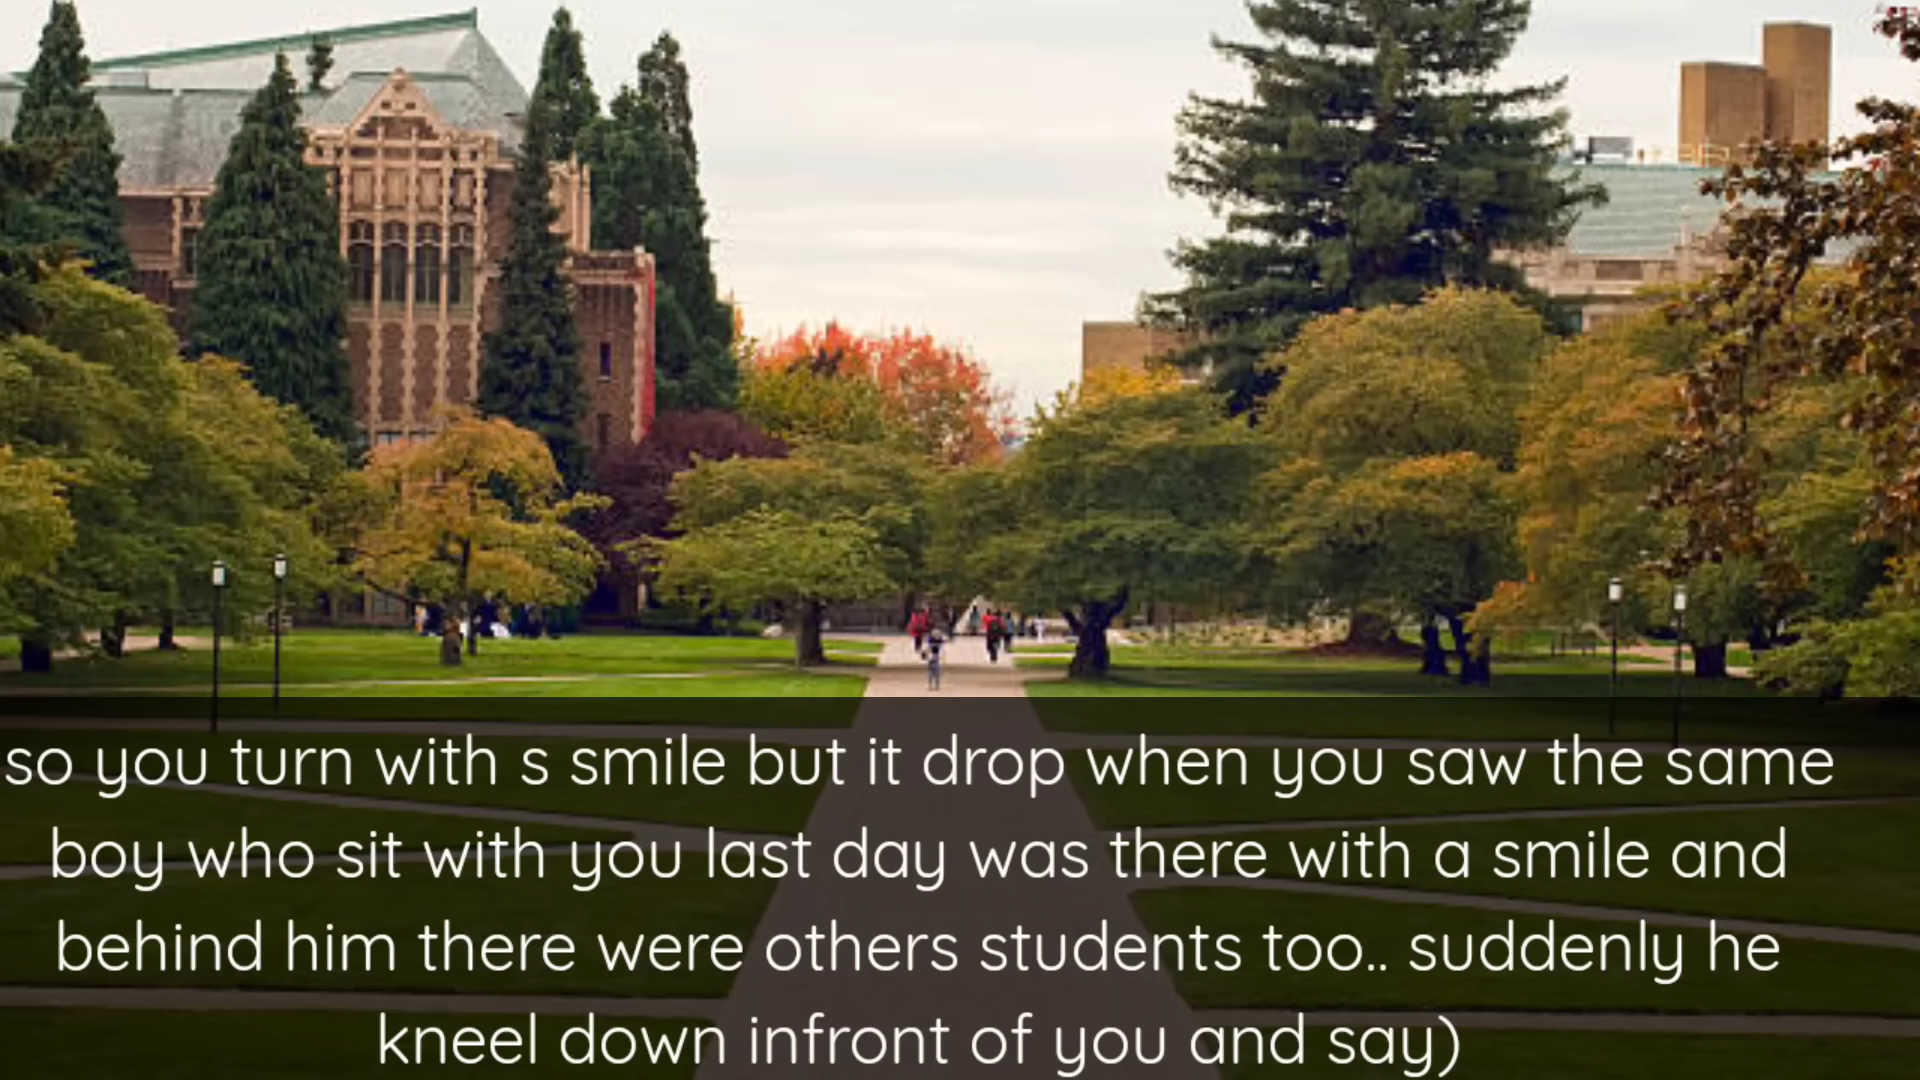 so you turn with s smile but it drop when you saw the same
boy who sit with you last day was there with a smile and
behind him there were others students too.. suddenly he
kneel down infront of you and say)